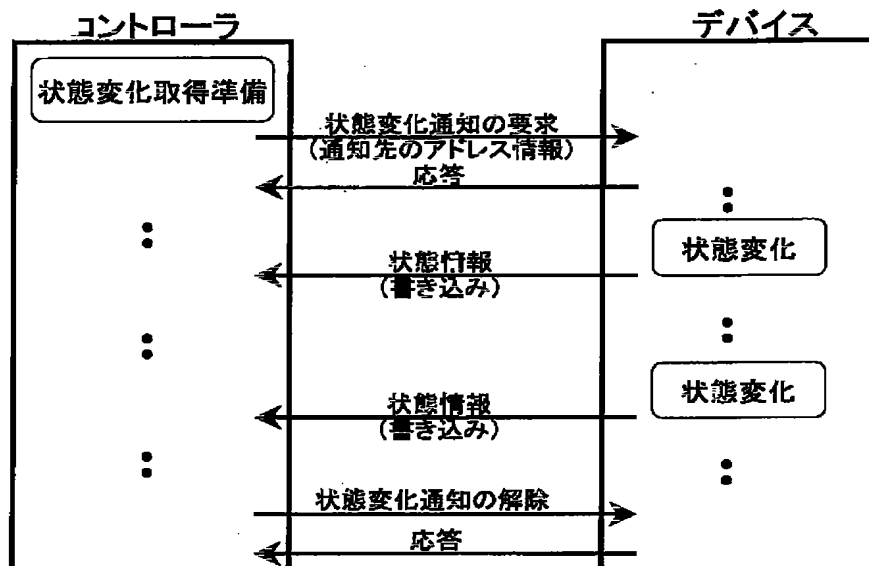 コントローラ
デバイス
状態変化取得準備
状態変化通知の要求
(通知先のアドレス情報)
応答
状態変化
状態情報
(書き込み)
状態変化
状態情報
(書き込み)
状態変化通知の解除
応答